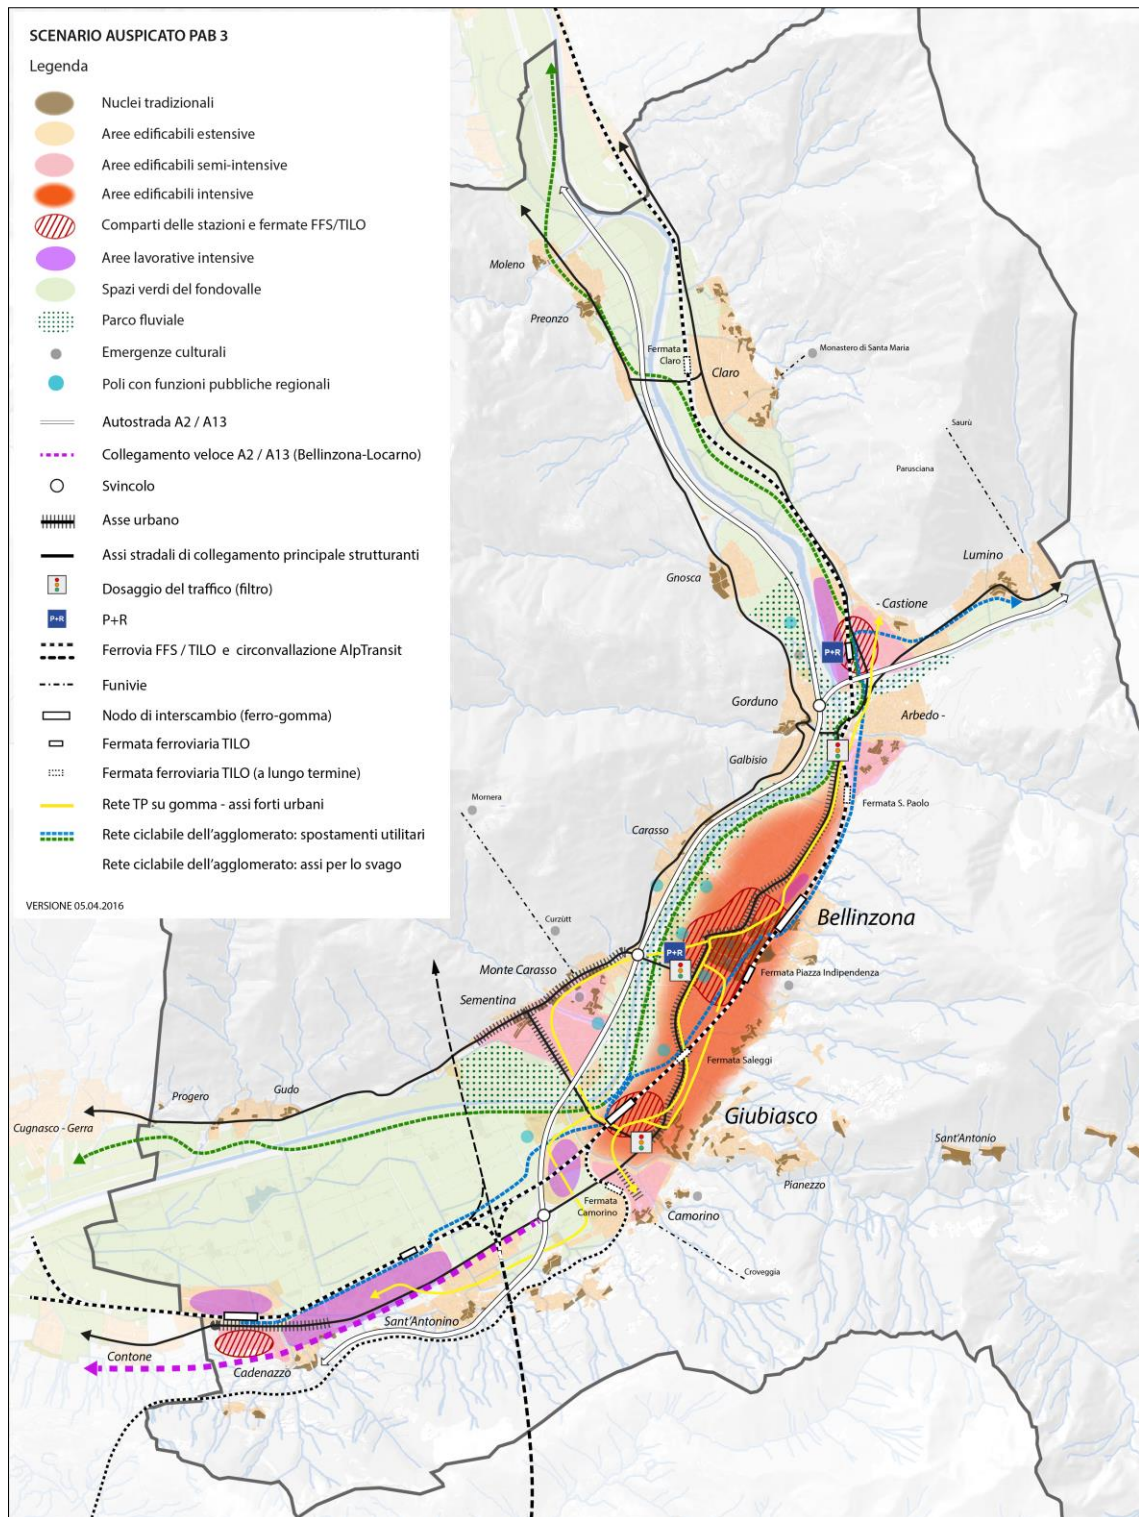 SCENARIO AUSPICATO PAB 3
Legenda
Nuclei tradizionali
Aree edificabili estensive
Aree edificabili semi-intensive
Aree edificabili intensive
Comparti delle stazioni e fermate FFS/TILO
Aree lavorative intensive
Spazi verdi del fondovalle
Parco fluviale
Emergenze culturali
Poli con funzioni pubbliche regionali
Autostrada A2 / A13
Collegamento veloce A2 / A13 (Bellinzona-Locarno)
Svincolo
Asse urbano
Assi stradali di collegamento principale strutturanti
Dosaggio del traffico (filtro)
P+R P+R
Ferrovia FFS / TILO e circonvallazione AlpTransit
Funivie
Nodo di interscambio (ferro-gomma)
Fermata ferroviaria TILO
Fermata ferroviaria TILO (a lungo termine)
Rete TP su gomma - assi forti urbani
Rete ciclabile dell'agglomerato: spostamenti utilitari
Rete ciclabile dell'agglomerato: assi per lo svago
VERSIONE 05.04.2016
Moleno
Preonzo
Fermata
Claro
Claro
Monastero di Santa Maria
Saurù
Parusciana
Lumino
Gnosca
- Castione
P+R
Gorduno
Arbedo -
Galbisio
Fermata S. Paolo
Mornera
Carasso
Bellinzona
Curzùtt
P+R
Monte Carasso
Fermata Piazza Indipendenza
Sementina
Fermata Saleggi
Gudo
Progero
Cugnasco - Gerra
Giubiasco
Sant'Antonio
Pianezzo
Fermata
Camorino
Camorino
Croveggia
Sant'Antonino
Contone
Cadenazzo